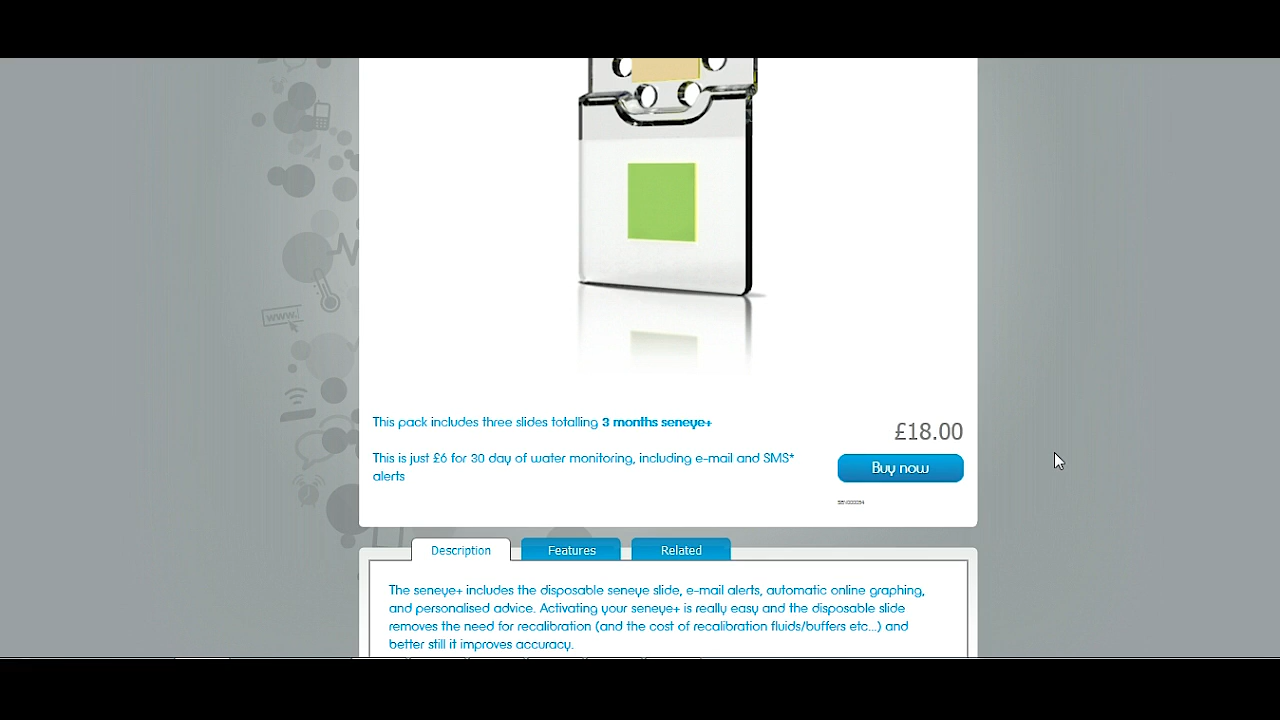 www.
This pack includes three slides totalling 3 months seneye+
£18.00
This is just £6 for 30 day of water monitoring, including e-mail and SMS*
alerts
Buy now
Description
Features
Related
The seneye+ includes the disposable seneye slide, e-mail alerts, automatic online graphing,
and personalised advice. Activating your seneye+ is really easy and the disposable slide
removes the need for recalibration (and the cost of recalibration fluids/buffers etc...) and
better still it improves accuracy.